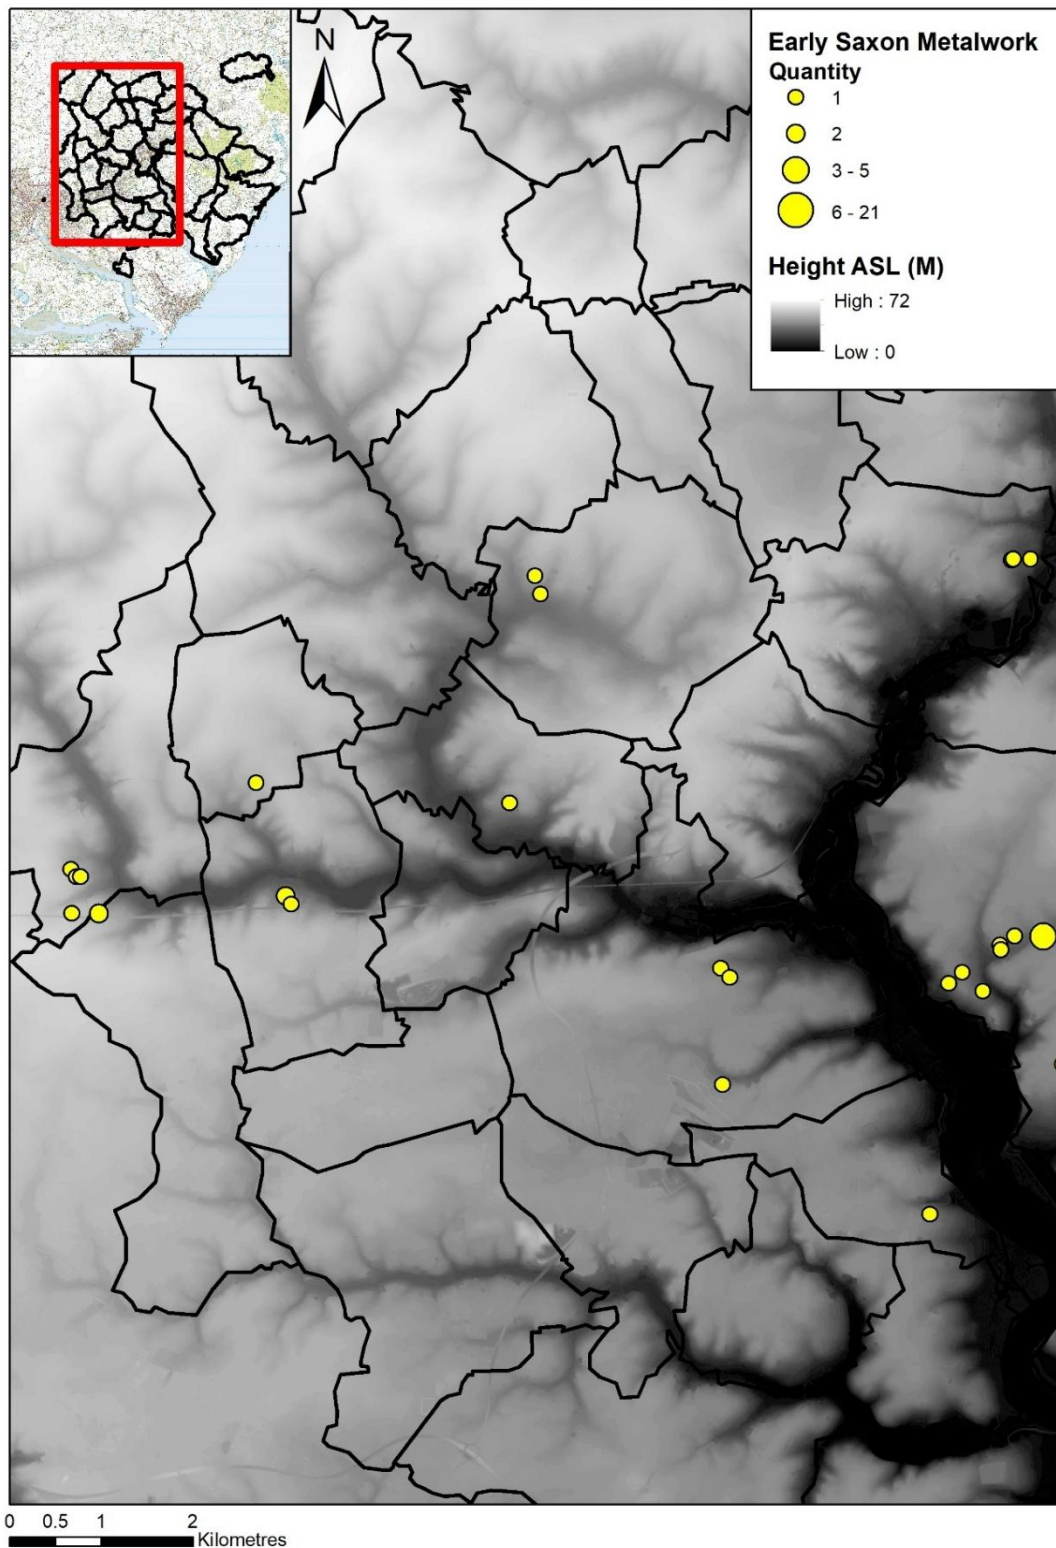 N
Early Saxon Metalwork
Quantity
1
2
3 - 5
6 - 21
Height ASL (M)
High : 72
Low : 0
0 0.5 1 2
Kilometres